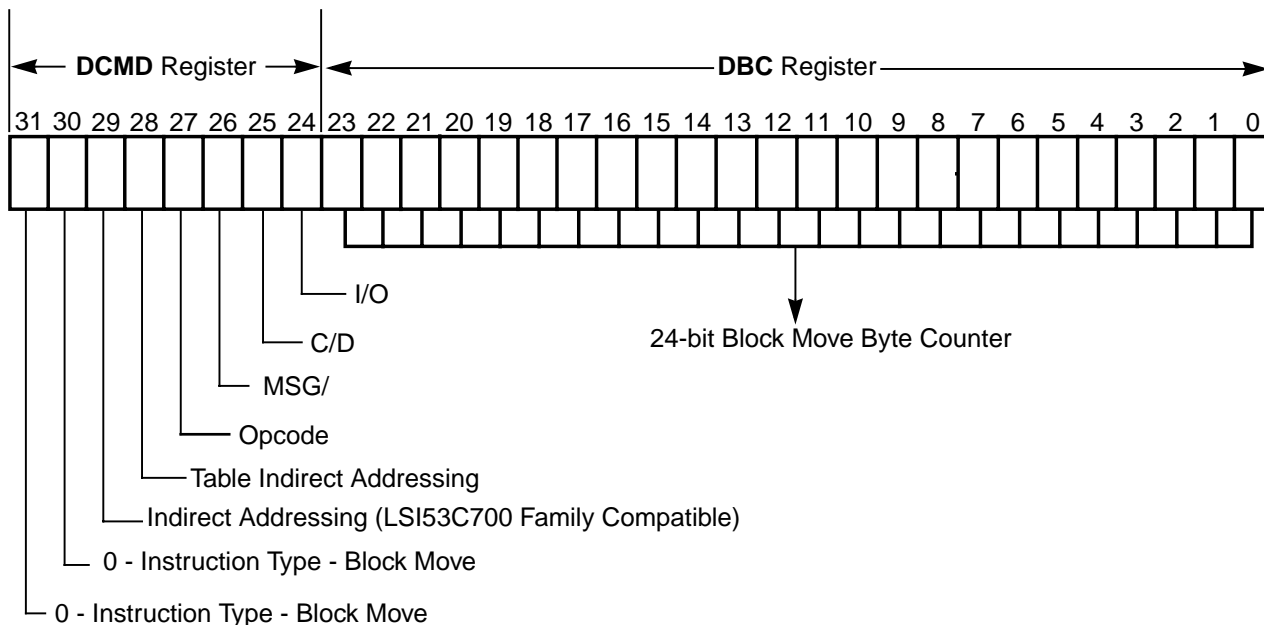 DCMD Register
DBC Register
31 30 29 28 27 26 25 24 23 22 21 20 19 18 17 16 15 14 13 12 11 10 9 8 7 6 5 4 3 2 1 0
I/O
24-bit Block Move Byte Counter
C/D
MSG/
Opcode
Table Indirect Addressing
Indirect Addressing (LSI53C700 Family Compatible)
0 - Instruction Type - Block Move
0 - Instruction Type - Block Move